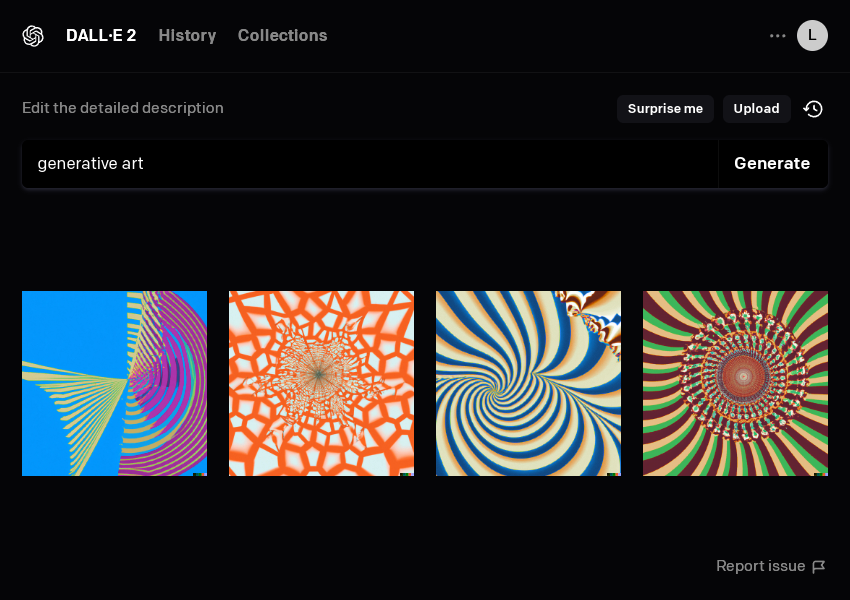 DALL·E 2 History Collections ... L
Edit the detailed description Surprise me Upload
generative art Generate
Report issue